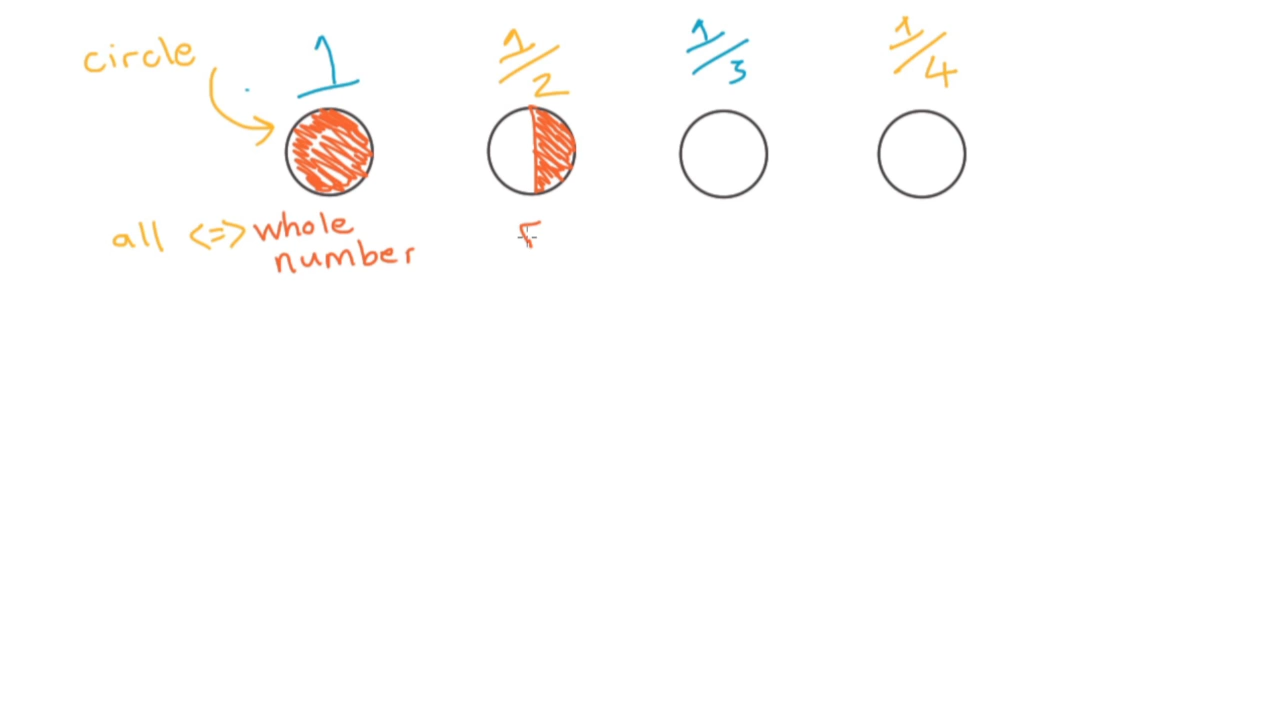 circle 1 1/2 1/3 1/4
all <=> whole
number